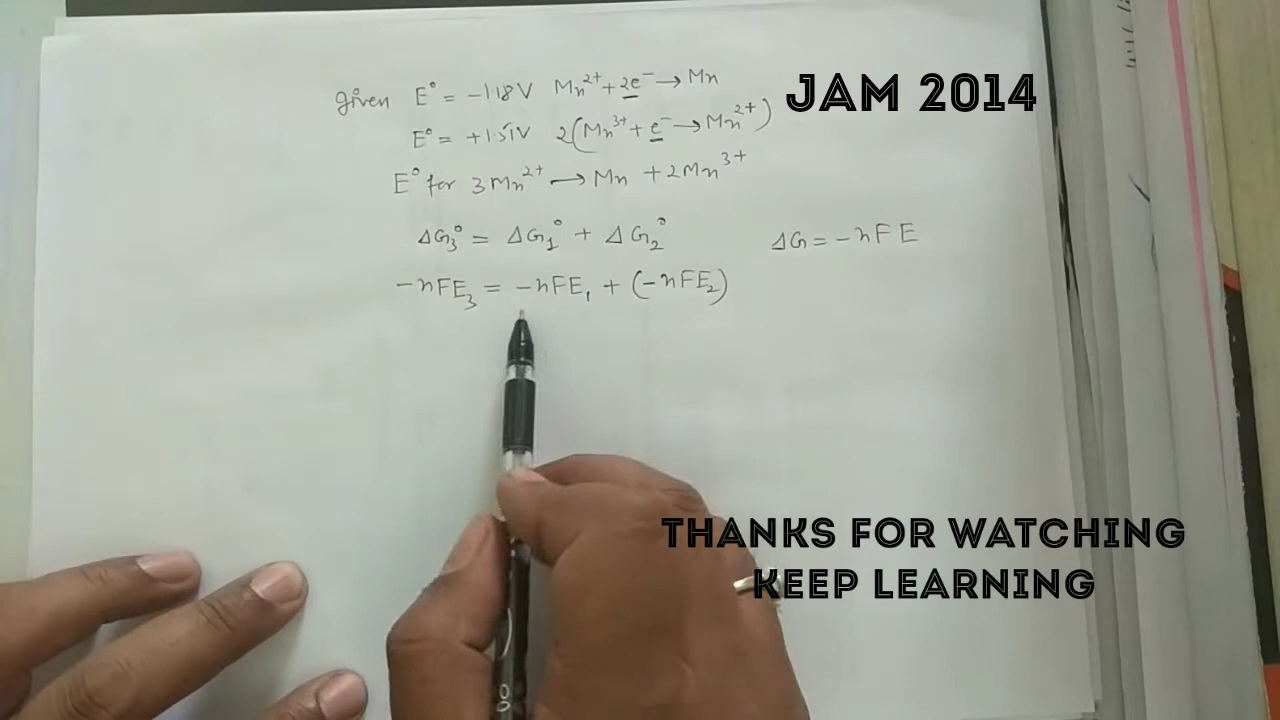 given E° = -1.18V Mn²⁺ + 2e⁻ → Mn
JAM 2014
E° = +1.51V 2(Mn³⁺ + e⁻ → Mn²⁺)
E° for 3Mn²⁺ → Mn + 2Mn³⁺
ΔG₃° = ΔG₁° + ΔG₂° ΔG = -nFE
-nFE₃ = -nFE₁ + (-nFE₂)
THANKS FOR WATCHING
KEEP LEARNING